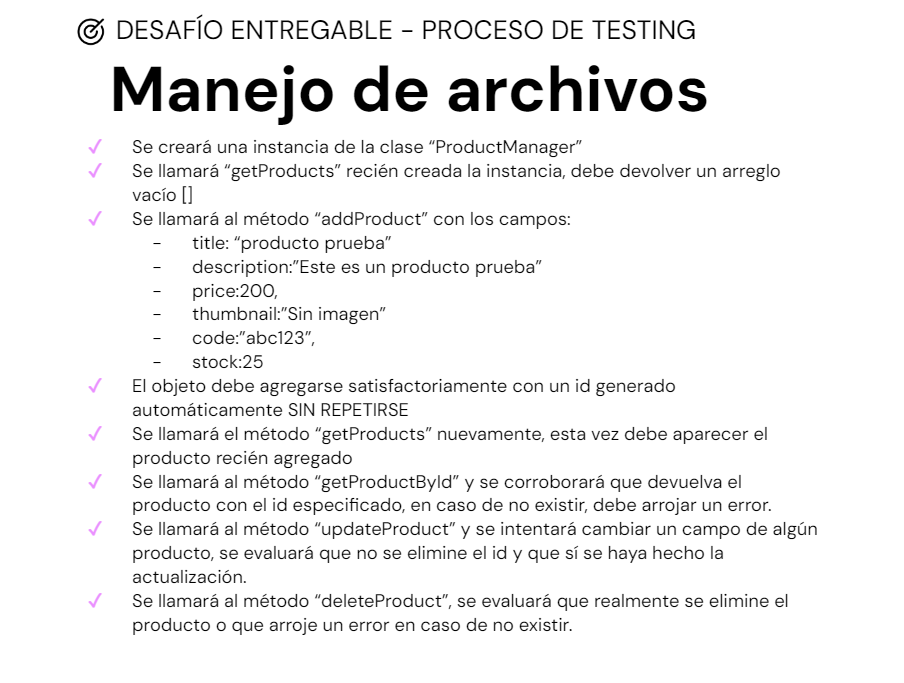 DESAFÍO ENTREGABLE - PROCESO DE TESTING
Manejo de archivos
✓ Se creará una instancia de la clase “ProductManager”
✓ Se llamará “getProducts” recién creada la instancia, debe devolver un arreglo
vacío []
✓ Se llamará al método “addProduct” con los campos:
- title: “producto prueba”
- description:”Este es un producto prueba”
- price:200,
- thumbnail:”Sin imagen”
- code:”abc123”,
- stock:25
✓ El objeto debe agregarse satisfactoriamente con un id generado
automáticamente SIN REPETIRSE
✓ Se llamará el método “getProducts” nuevamente, esta vez debe aparecer el
producto recién agregado
✓ Se llamará al método “getProductById” y se corroborará que devuelva el
producto con el id especificado, en caso de no existir, debe arrojar un error.
✓ Se llamará al método “updateProduct” y se intentará cambiar un campo de algún
producto, se evaluará que no se elimine el id y que sí se haya hecho la
actualización.
✓ Se llamará al método “deleteProduct”, se evaluará que realmente se elimine el
producto o que arroje un error en caso de no existir.